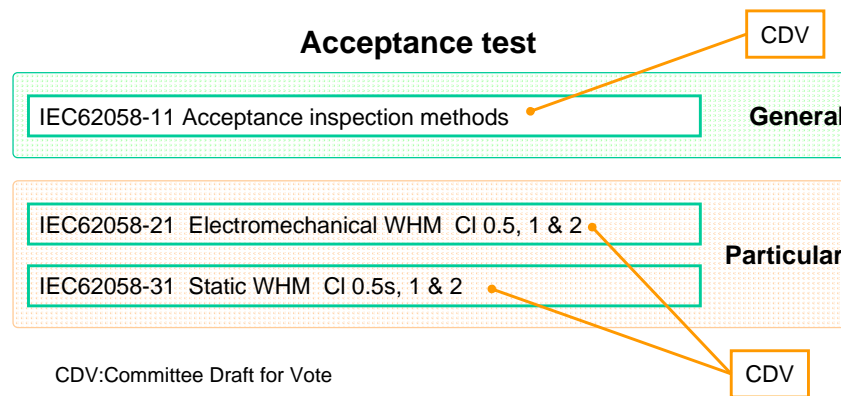 Acceptance test
CDV
IEC62058-11 Acceptance inspection methods
General
IEC62058-21 Electromechanical WHM Cl 0.5, 1 & 2
Particular
IEC62058-31 Static WHM Cl 0.5s, 1 & 2
CDV:Committee Draft for Vote
CDV